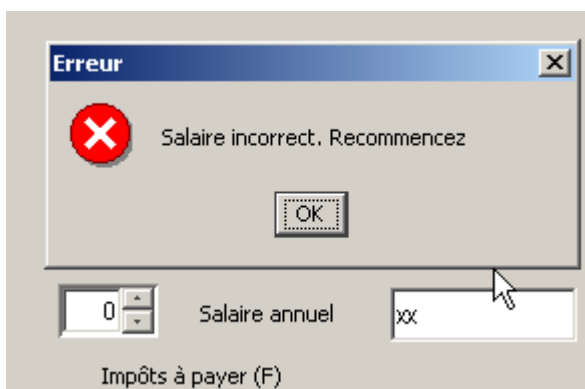 Erreur
Salaire incorrect. Recommencez
OK
0 Salaire annuel xx
Impôts à payer (F)